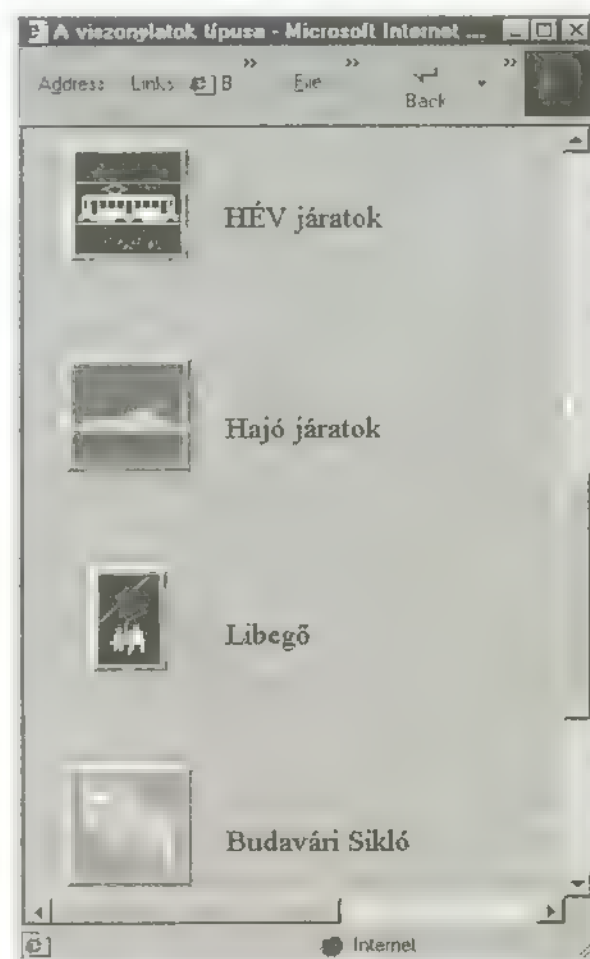 A viszonylatok típusa - Microsoft Internet ...
Address Links B File Back
HÉV járatok
Hajó járatok
Libegő
Budavári Sikló
Internet